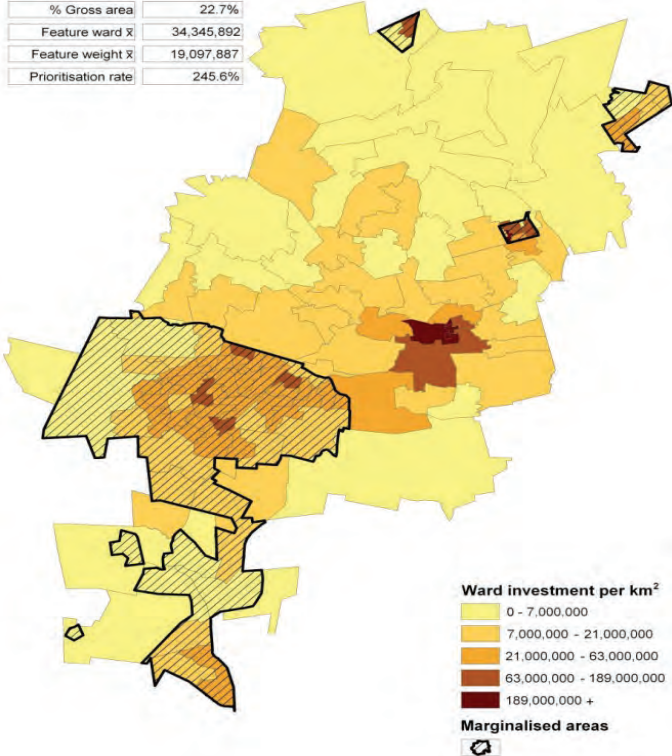 % Gross area 22.7%
Feature ward x̄ 34,345,892
Feature weight x̄ 19,097,887
Prioritisation rate 245.6%
Ward investment per km²
0 - 7,000,000
7,000,000 - 21,000,000
21,000,000 - 63,000,000
63,000,000 - 189,000,000
189,000,000 +
Marginalised areas